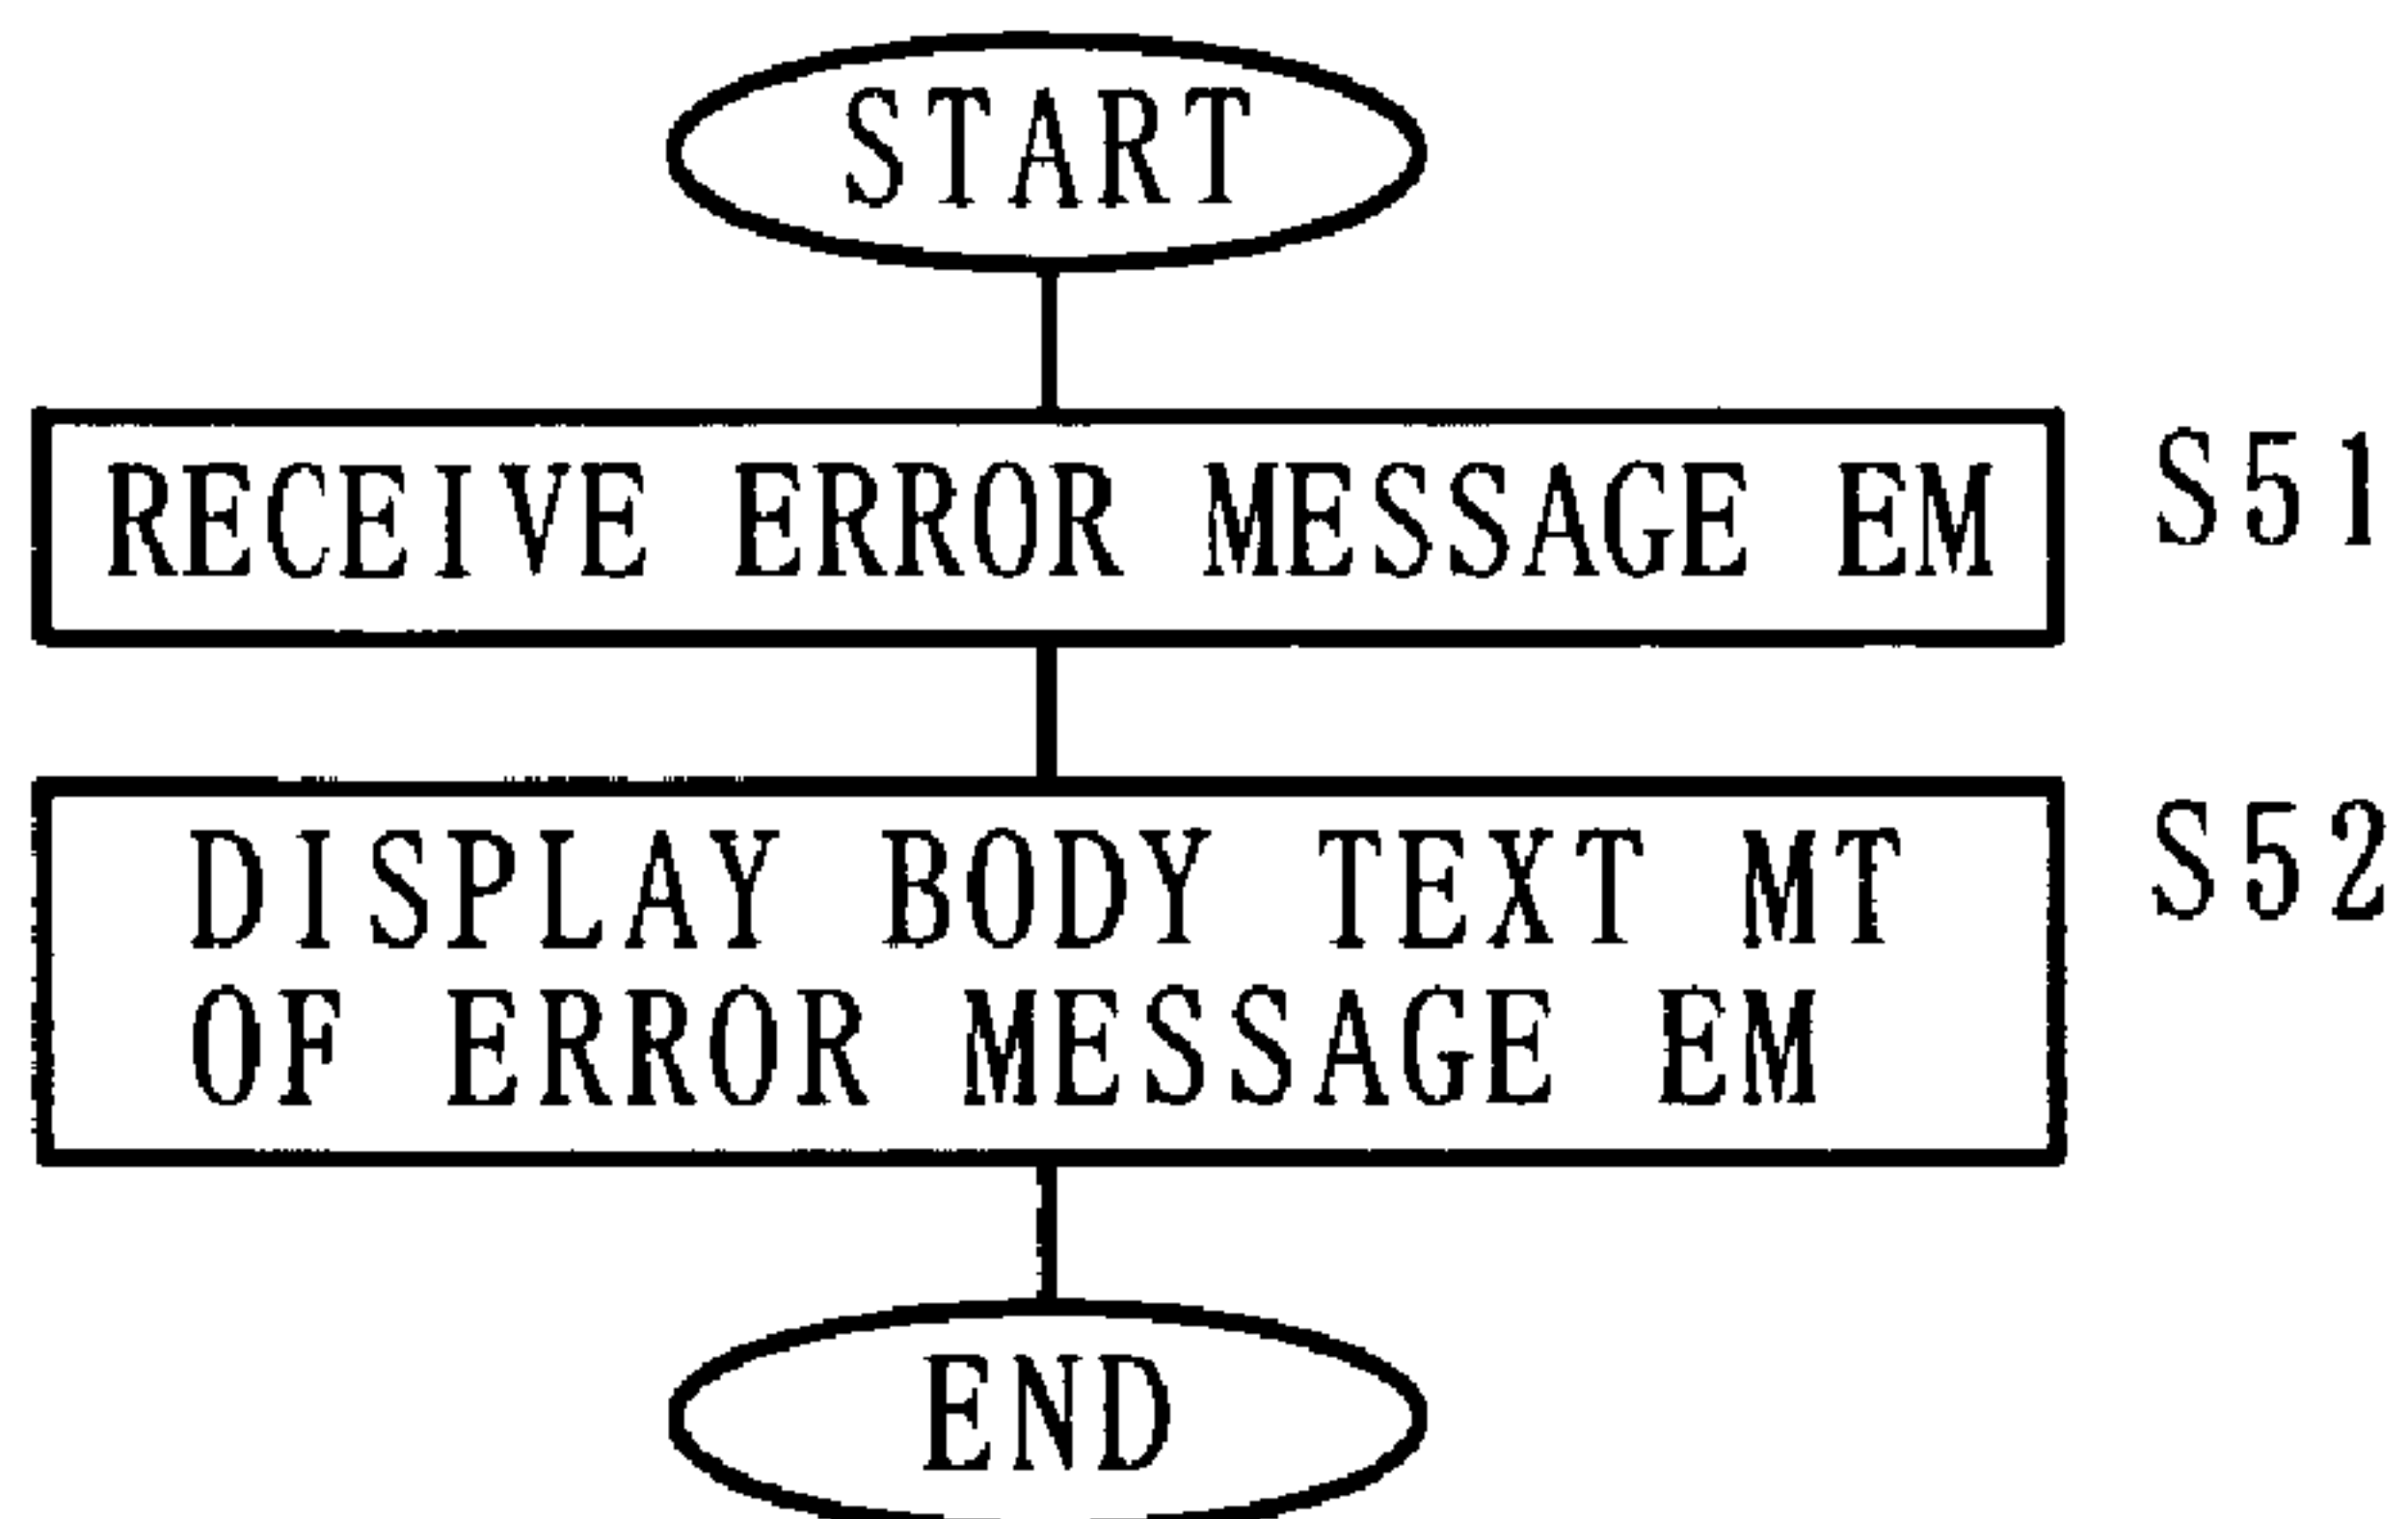 START
RECEIVE ERROR MESSAGE EM
S51
DISPLAY BODY TEXT MT
OF ERROR MESSAGE EM
S52
END